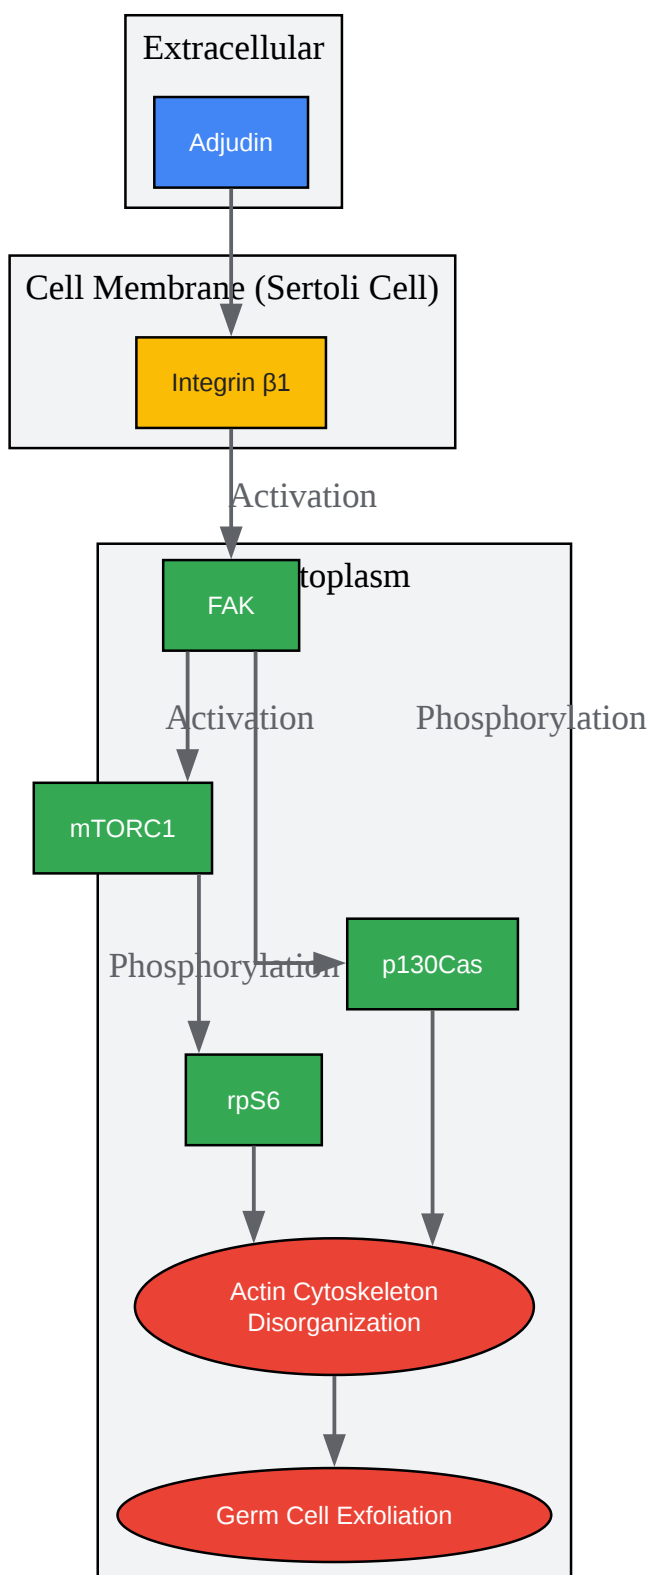 Extracellular
Adjudin
Cell Membrane (Sertoli Cell)
Integrin β1
Activation
toplasm
FAK
Activation
Phosphorylation
mTORC1
Phosphorylation
p130Cas
rpS6
Actin Cytoskeleton
Disorganization
Germ Cell Exfoliation